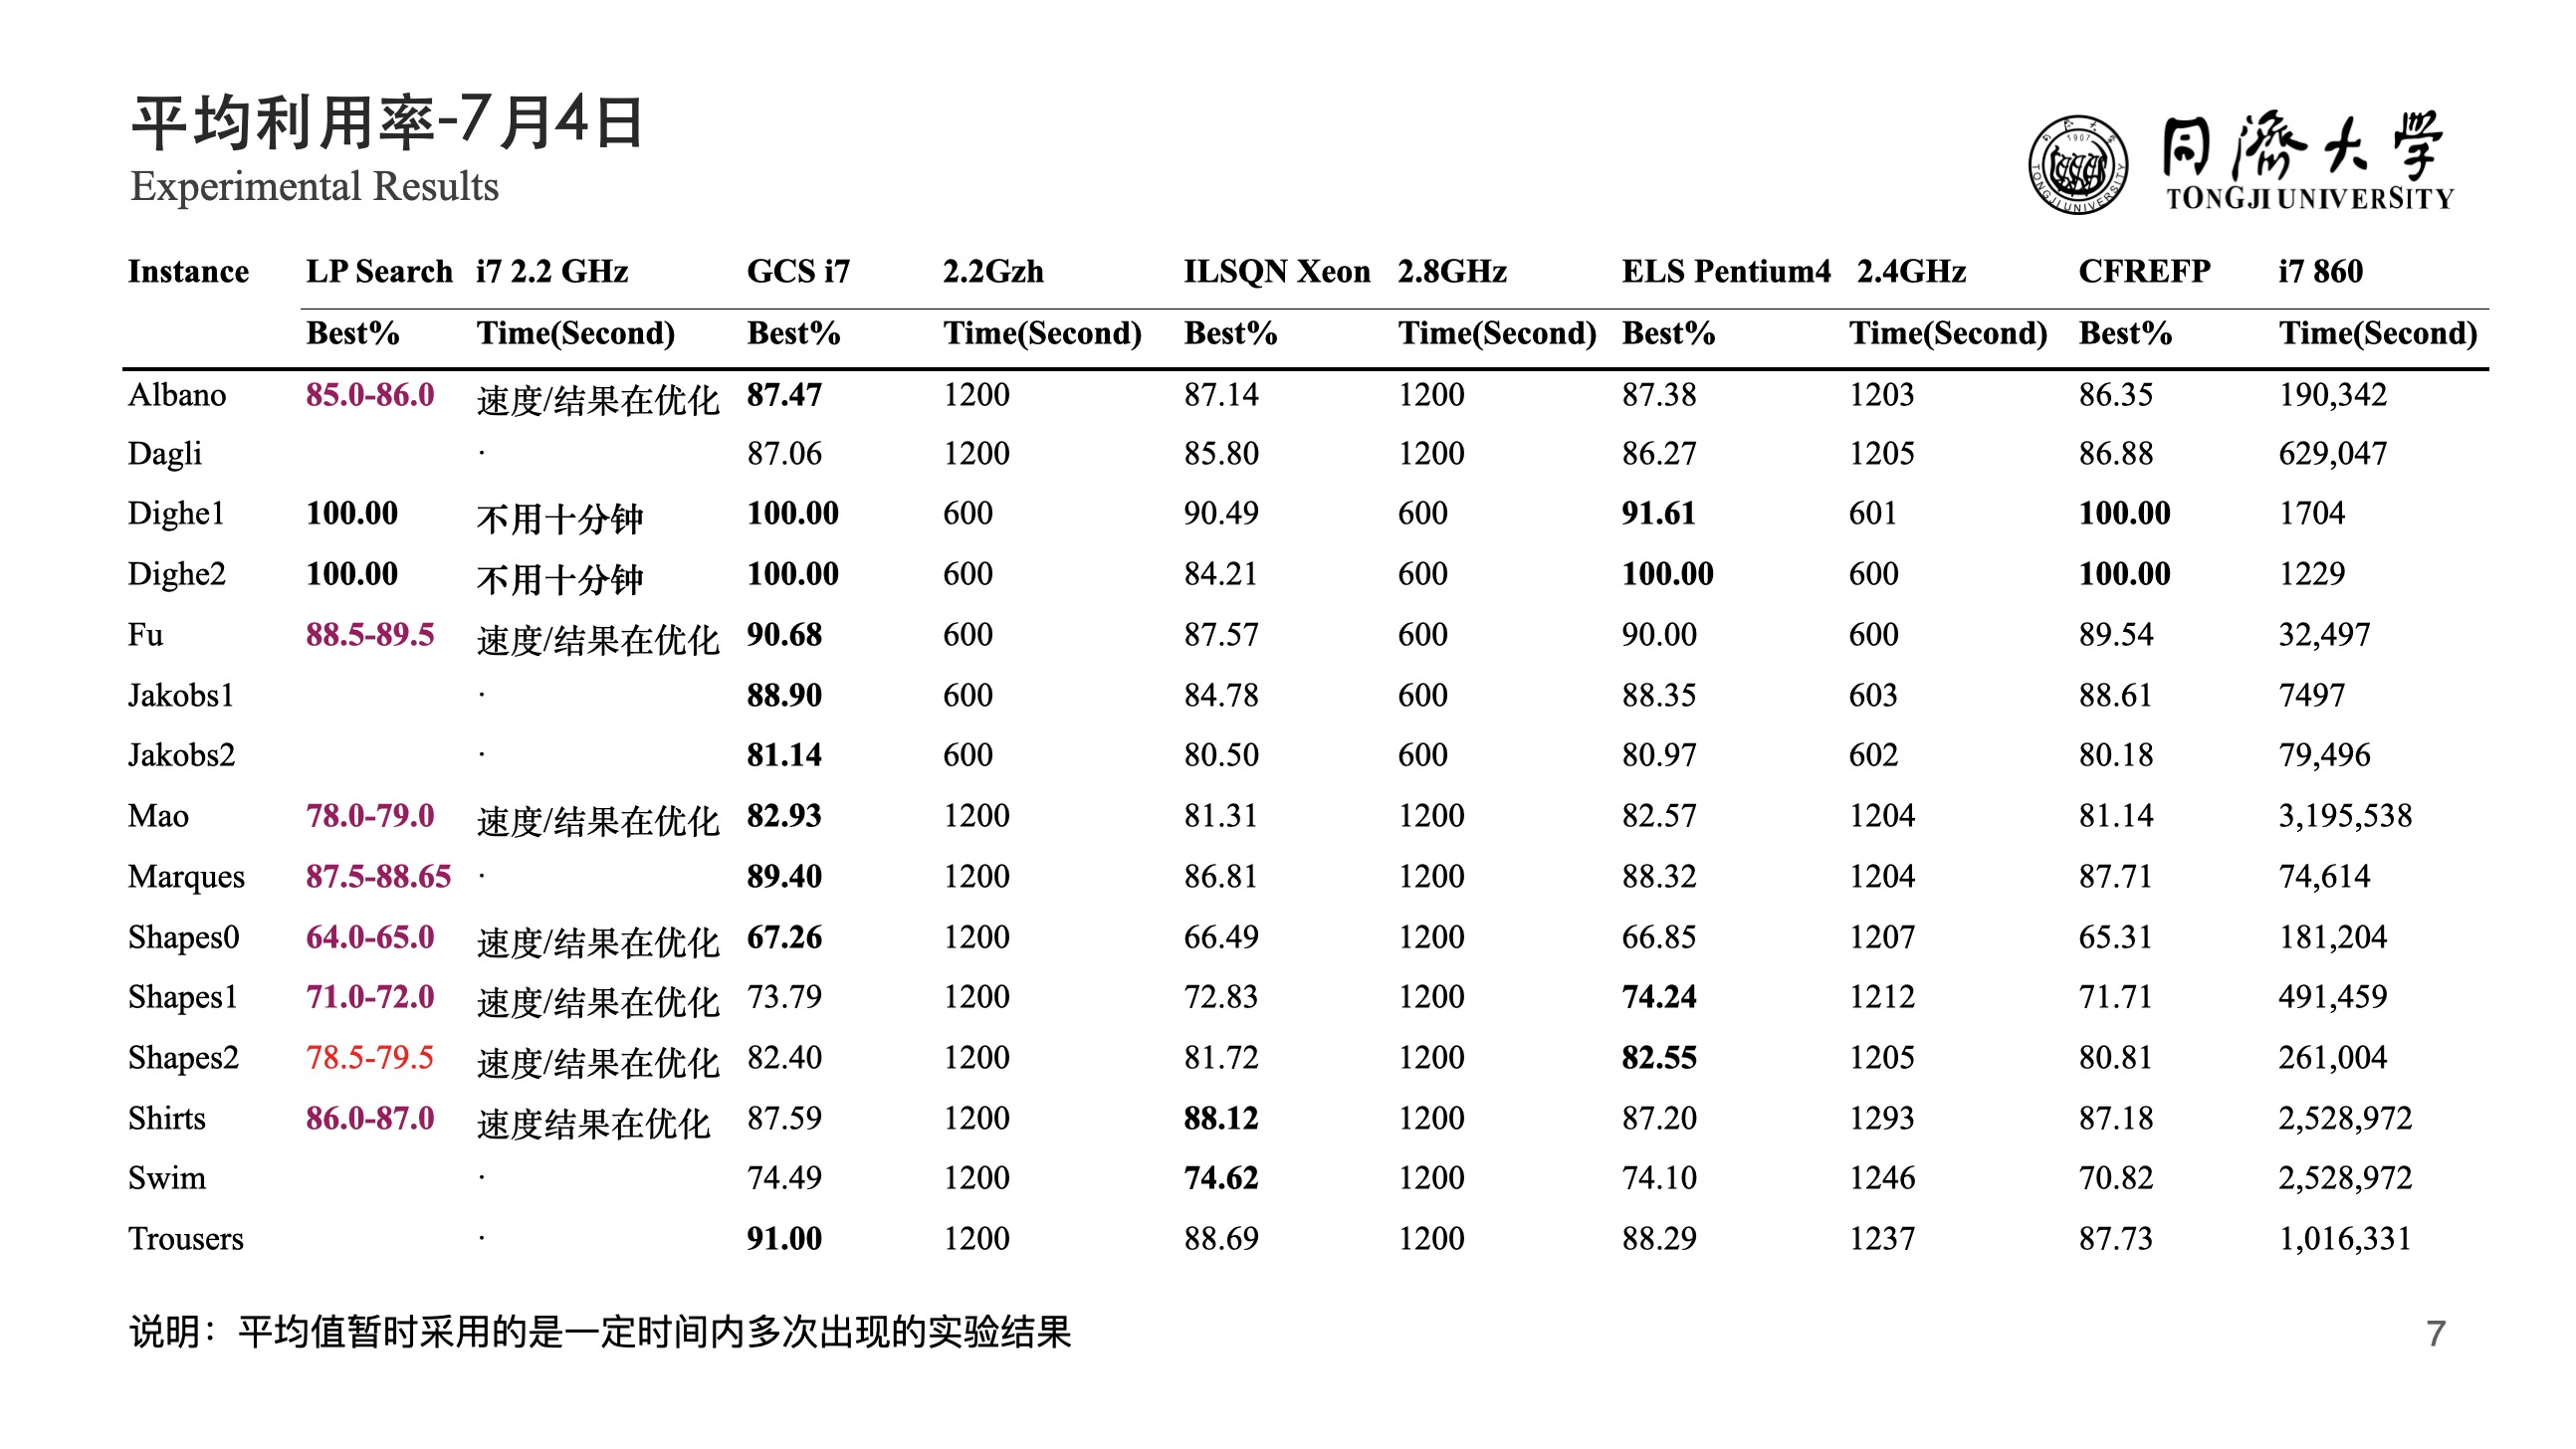 平均利用率-7月4日
Experimental Results
同濟大学
TONGJI UNIVERSITY
1907
TONGJI UNIVERSITY
Instance LP Search i7 2.2 GHz GCS i7 2.2Gzh ILSQN Xeon 2.8GHz ELS Pentium4 2.4GHz CFREFP i7 860
Best% Time(Second) Best% Time(Second) Best% Time(Second) Best% Time(Second) Best% Time(Second)
Albano 85.0-86.0 速度/结果在优化 87.47 1200 87.14 1200 87.38 1203 86.35 190,342
Dagli · 87.06 1200 85.80 1200 86.27 1205 86.88 629,047
Dighe1 100.00 不用十分钟 100.00 600 90.49 600 91.61 601 100.00 1704
Dighe2 100.00 不用十分钟 100.00 600 84.21 600 100.00 600 100.00 1229
Fu 88.5-89.5 速度/结果在优化 90.68 600 87.57 600 90.00 600 89.54 32,497
Jakobs1 · 88.90 600 84.78 600 88.35 603 88.61 7497
Jakobs2 · 81.14 600 80.50 600 80.97 602 80.18 79,496
Mao 78.0-79.0 速度/结果在优化 82.93 1200 81.31 1200 82.57 1204 81.14 3,195,538
Marques 87.5-88.65 · 89.40 1200 86.81 1200 88.32 1204 87.71 74,614
Shapes0 64.0-65.0 速度/结果在优化 67.26 1200 66.49 1200 66.85 1207 65.31 181,204
Shapes1 71.0-72.0 速度/结果在优化 73.79 1200 72.83 1200 74.24 1212 71.71 491,459
Shapes2 78.5-79.5 速度/结果在优化 82.40 1200 81.72 1200 82.55 1205 80.81 261,004
Shirts 86.0-87.0 速度结果在优化 87.59 1200 88.12 1200 87.20 1293 87.18 2,528,972
Swim · 74.49 1200 74.62 1200 74.10 1246 70.82 2,528,972
Trousers · 91.00 1200 88.69 1200 88.29 1237 87.73 1,016,331
说明：平均值暂时采用的是一定时间内多次出现的实验结果
7